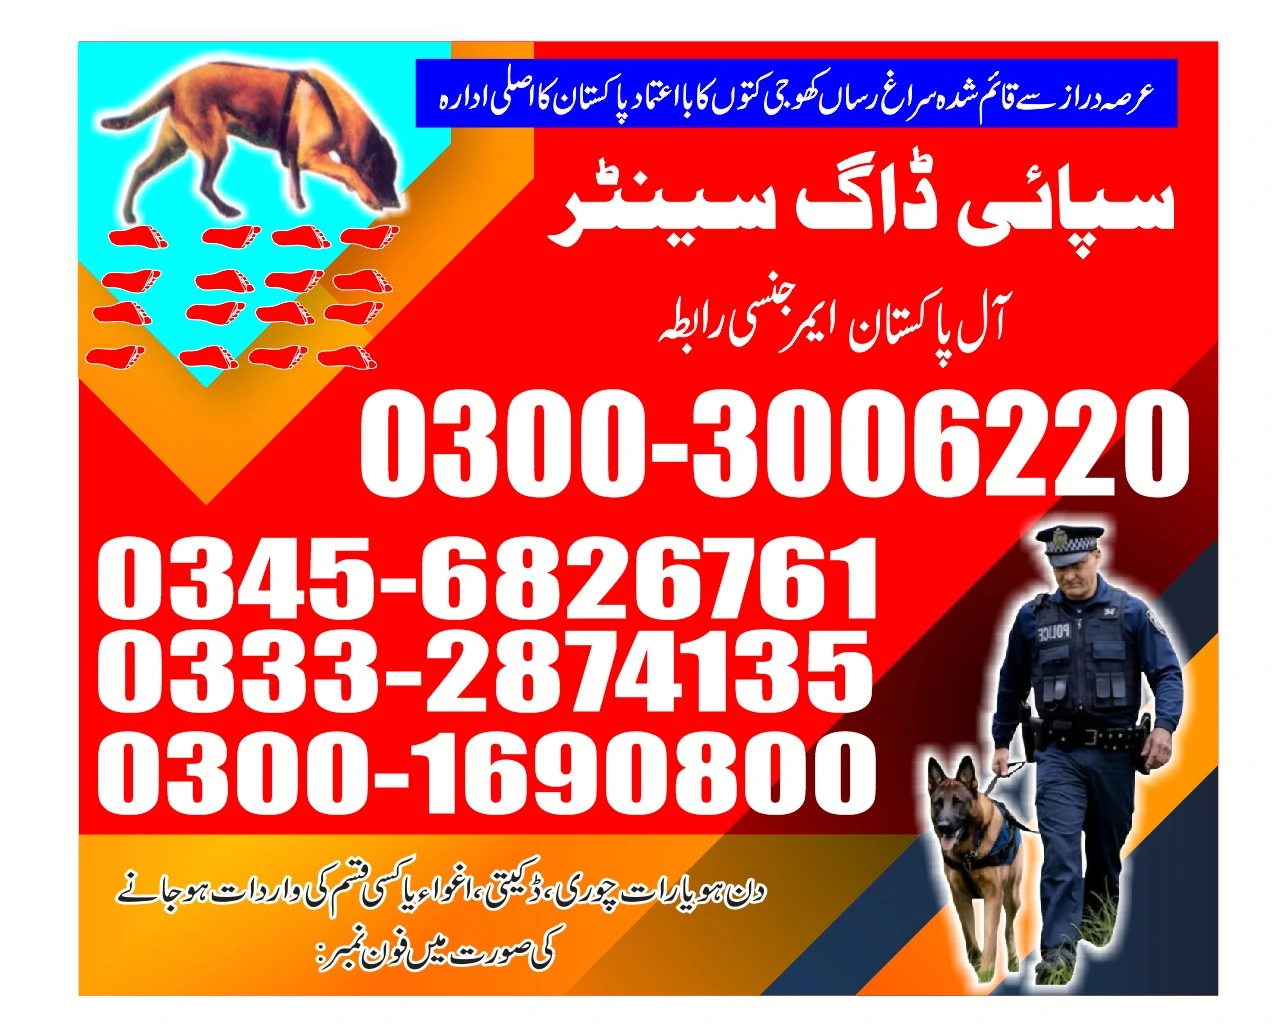 عرصہ دراز سے قائم شدہ سراغ رساں کھوجی کتوں کا بااعتماد پاکستان کا اصلی ادارہ
سپائی ڈاگ سینٹر
آل پاکستان ایمرجنسی رابطہ
0300-3006220
0345-6826761
0333-2874135
0300-1690800
POLICE
دن ہو یا رات چوری، ڈکیتی، اغواء یا کسی قسم کی واردات ہو جانے
کی صورت میں فون نمبر: